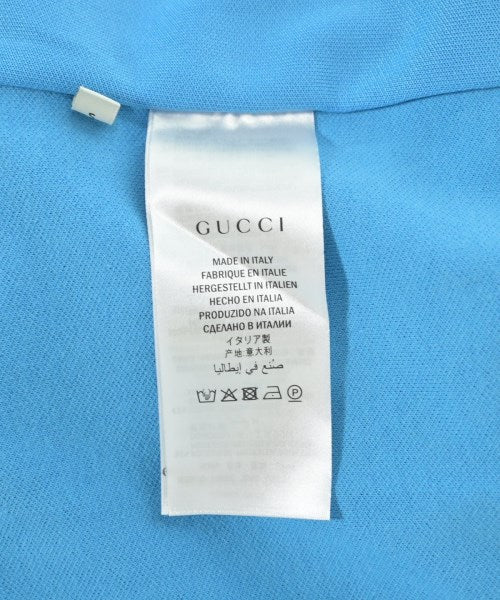 GUCCI
MADE IN ITALY
FABRIQUE EN ITALIE
HERGESTELLT IN ITALIEN
HECHO EN ITALIA
PRODUZIDO NA ITALIA
СДЕЛАНО В ИТАЛИИ
イタリア製
产地 意大利
صُنع في إيطاليا
P
S